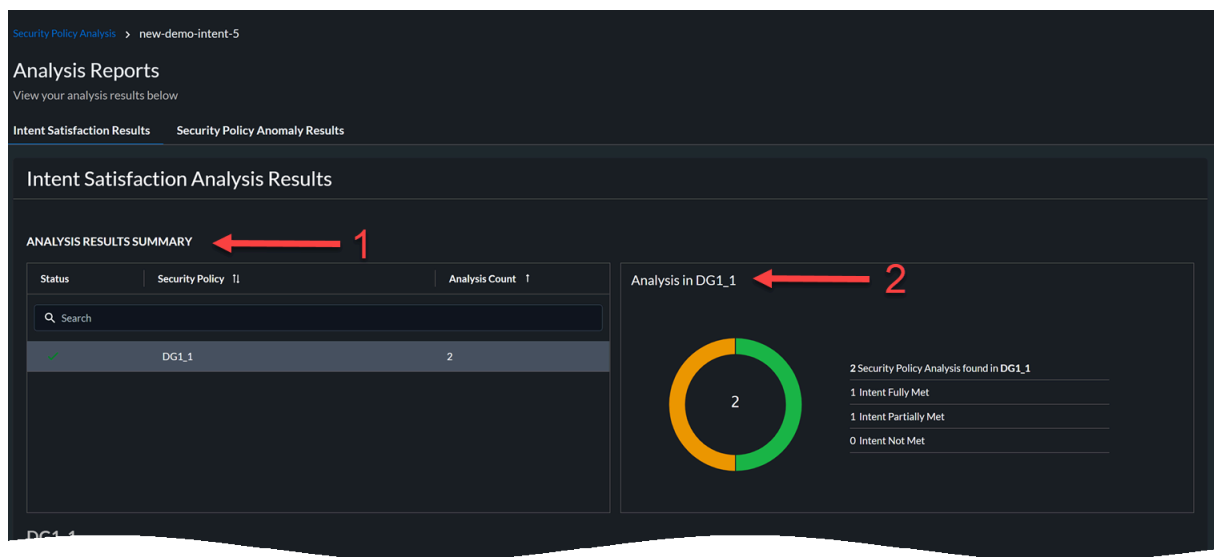 Security Policy Analysis > new-demo-intent-5
Analysis Reports
View your analysis results below
Intent Satisfaction Results Security Policy Anomaly Results
Intent Satisfaction Analysis Results
ANALYSIS RESULTS SUMMARY
1
Status Security Policy Analysis Count
Search
DG1_1 2
Analysis in DG1_1
2
2
2 Security Policy Analysis found in DG1_1
1 Intent Fully Met
1 Intent Partially Met
0 Intent Not Met
DG1_1